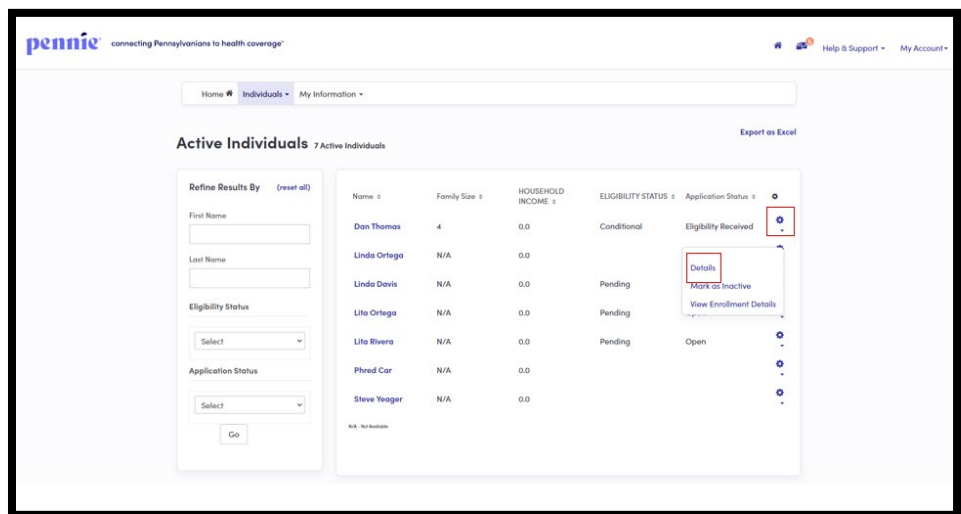 pennie connecting Pennsylvanians to health coverage
Help & Support My Account
Home Individuals My Information
Export as Excel
Active Individuals 7 Active Individuals
Refine Results By (reset all)
First Name
Last Name
Eligibility Status
Select
Application Status
Select
Go
Name Family Size HOUSEHOLD INCOME ELIGIBILITY STATUS Application Status
Dan Thomas 4 0.0 Conditional Eligibility Received
Linda Ortega N/A 0.0
Linda Davis N/A 0.0 Pending
Lita Ortega N/A 0.0 Pending
Lita Rivera N/A 0.0 Pending Open
Phred Car N/A 0.0
Steve Yeager N/A 0.0
N/A - Not Available
Details
Mark as Inactive
View Enrollment Details